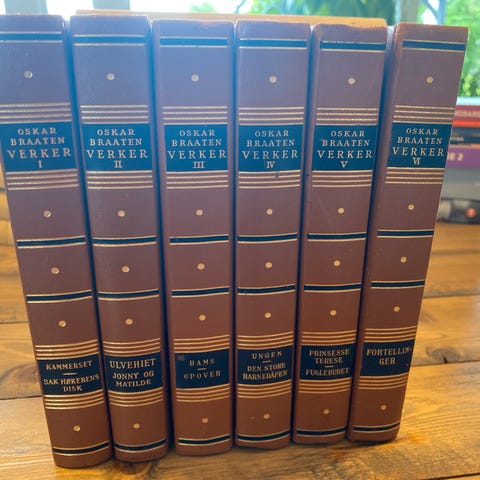 OSKAR
BRAATEN
VERKER
I
KAMMERSET
BAK HØKERENS
DISK
OSKAR
BRAATEN
VERKER
II
ULVEHIET
JONNY OG
MATILDE
OSKAR
BRAATEN
VERKER
III
BAMS
OPOVER
OSKAR
BRAATEN
VERKER
IV
UNGEN
DEN STORE
BARNEDÅPEN
OSKAR
BRAATEN
VERKER
V
PRINSESSE
TERESE
FUGLEBURET
OSKAR
BRAATEN
VERKER
VI
FORTELLIN-
GER